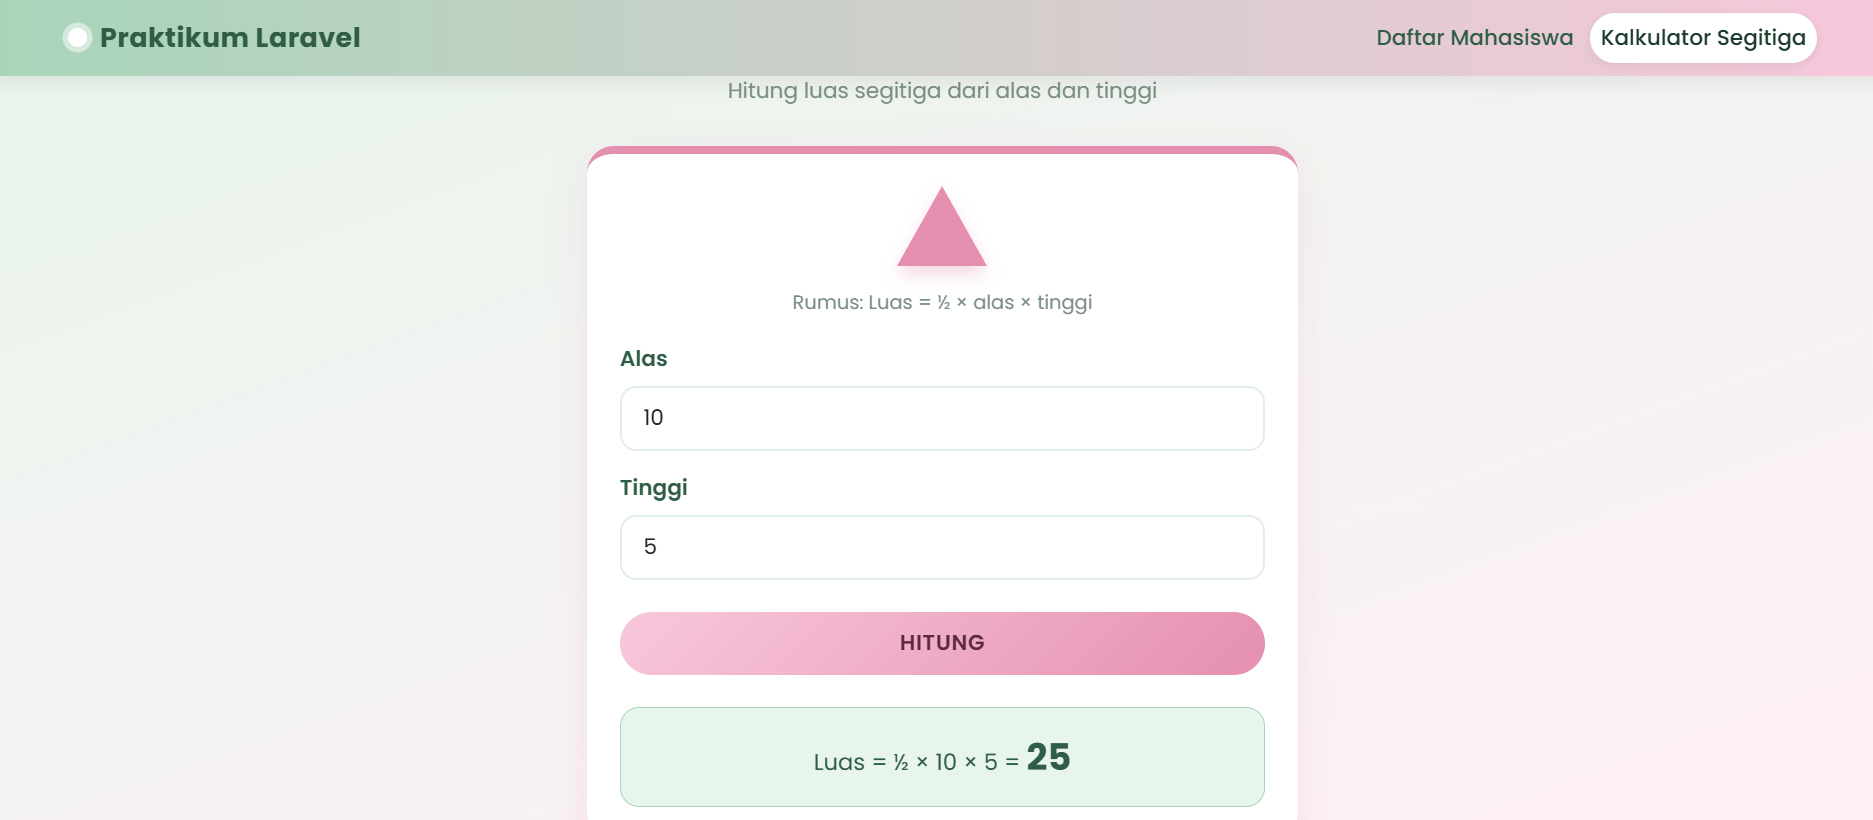 Praktikum Laravel
Daftar Mahasiswa
Kalkulator Segitiga
Hitung luas segitiga dari alas dan tinggi
Rumus: Luas = ½ × alas × tinggi
Alas
10
Tinggi
5
HITUNG
Luas = ½ × 10 × 5 = 25